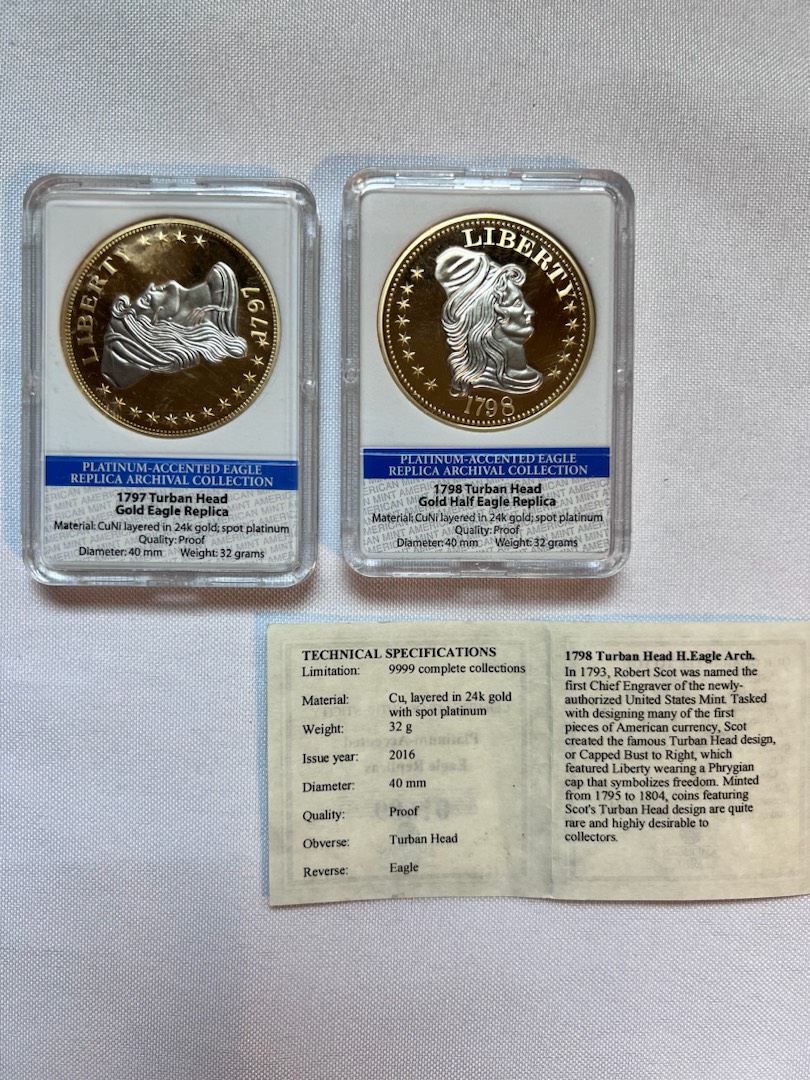 LIBERTY
1797
PLATINUM-ACCENTED EAGLE
REPLICA ARCHIVAL COLLECTION
1797 Turban Head
Gold Eagle Replica
Material: CuNi layered in 24k gold; spot platinum
Quality: Proof
Diameter: 40 mm Weight: 32 grams
LIBERTY
1798
PLATINUM-ACCENTED EAGLE
REPLICA ARCHIVAL COLLECTION
1798 Turban Head
Gold Half Eagle Replica
Material: CuNi layered in 24k gold; spot platinum
Quality: Proof
Diameter: 40 mm Weight: 32 grams
TECHNICAL SPECIFICATIONS
Limitation: 9999 complete collections
Material: Cu, layered in 24k gold
with spot platinum
Weight: 32 g
Issue year: 2016
Diameter: 40 mm
Quality: Proof
Obverse: Turban Head
Reverse: Eagle
1798 Turban Head H.Eagle Arch.
In 1793, Robert Scot was named the
first Chief Engraver of the newly-
authorized United States Mint. Tasked
with designing many of the first
pieces of American currency, Scot
created the famous Turban Head design,
or Capped Bust to Right, which
featured Liberty wearing a Phrygian
cap that symbolizes freedom. Minted
from 1795 to 1804, coins featuring
Scot's Turban Head design are quite
rare and highly desirable to
collectors.